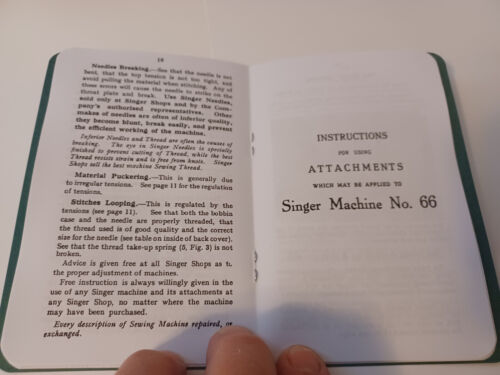 18
Needles Breaking.—See that the needle is not
bent, that the top tension is not too tight, and
avoid pulling the material when stitching. Any of
these errors will cause the needle to strike on the
throat plate and break. Use Singer Needles,
sold only at Singer Shops and by the Com-
pany's authorised representatives. Other
makes of needles are often of inferior quality,
they become blunt, break easily, and prevent
the efficient working of the machine.
Inferior Needles and Thread are often the causes of
breaking. The eye in Singer Needles is specially
finished to prevent cutting of Thread, while the best
Thread resists strain and is free from knots. Singer
Shops sell the best machine Sewing Thread.
Material Puckering.—This is generally due
to irregular tensions. See page 11 for the regulation
of tensions.
Stitches Looping.—This is regulated by the
tensions (see page 11). See that both the bobbin
case and the needle are properly threaded, that
the thread used is of good quality and the correct
size for the needle (see table on inside of back cover).
See that the thread take-up spring (5, Fig. 3) is not
broken.
Advice is given free at all Singer Shops as to
the proper adjustment of machines.
Free instruction is always willingly given in the
use of any Singer machine and its attachments at
any Singer Shop, no matter where the machine
may have been purchased.
Every description of Sewing Machine repaired, or
exchanged.
INSTRUCTIONS
FOR USING
ATTACHMENTS
WHICH MAY BE APPLIED TO
Singer Machine No. 66